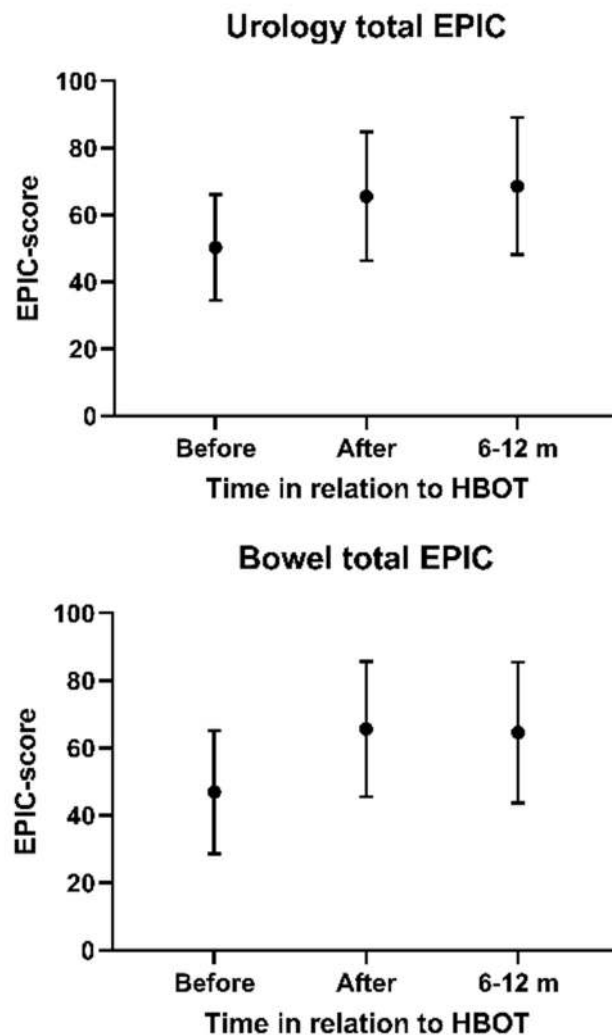 Urology total EPIC
100
80
60
40
20
0
EPIC-score
Before After 6-12 m
Time in relation to HBOT
Bowel total EPIC
100
80
60
40
20
0
EPIC-score
Before After 6-12 m
Time in relation to HBOT